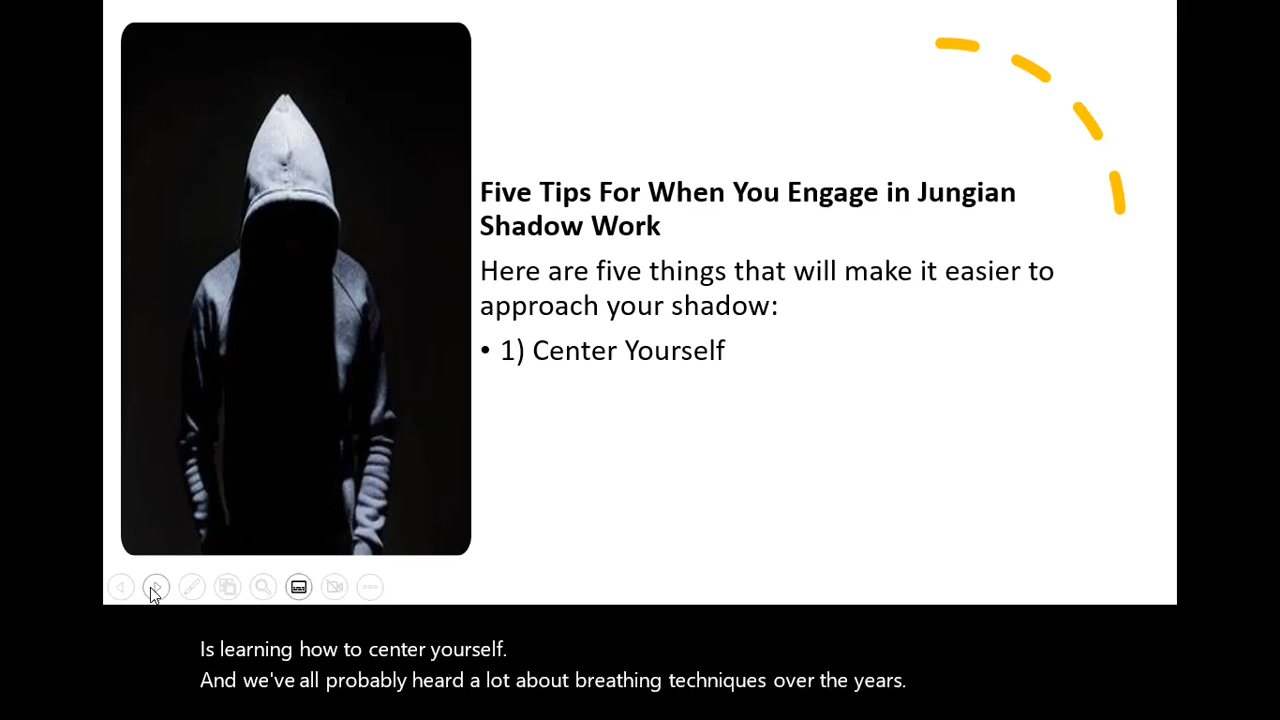 Five Tips For When You Engage in Jungian
Shadow Work
Here are five things that will make it easier to
approach your shadow:
• 1) Center Yourself
Is learning how to center yourself.
And we've all probably heard a lot about breathing techniques over the years.